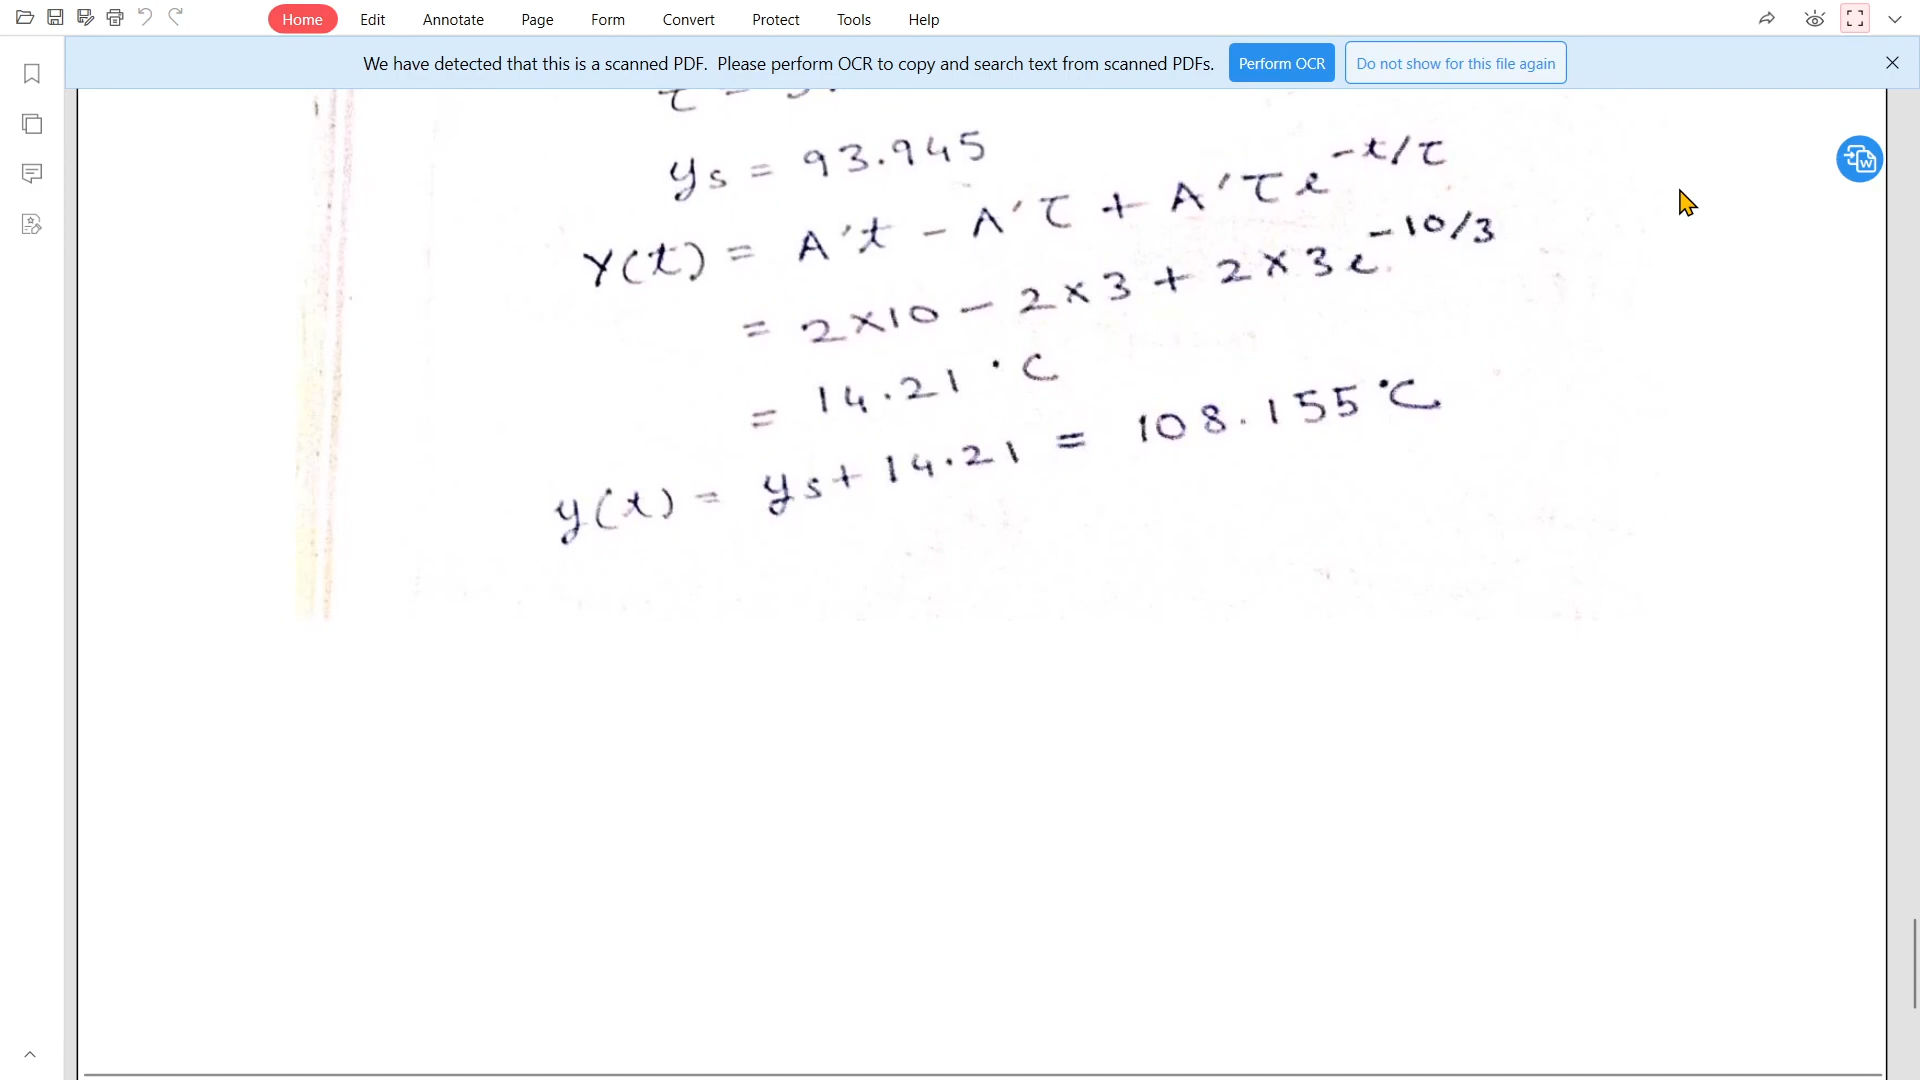 Home Edit Annotate Page Form Convert Protect Tools Help
We have detected that this is a scanned PDF. Please perform OCR to copy and search text from scanned PDFs. Perform OCR Do not show for this file again
ys = 93.945
Y(t) = A't - A'τ + A'τe^-t/τ
= 2×10 - 2×3 + 2×3e^-10/3
= 14.21 °C
y(t) = ys + 14.21 = 108.155°C